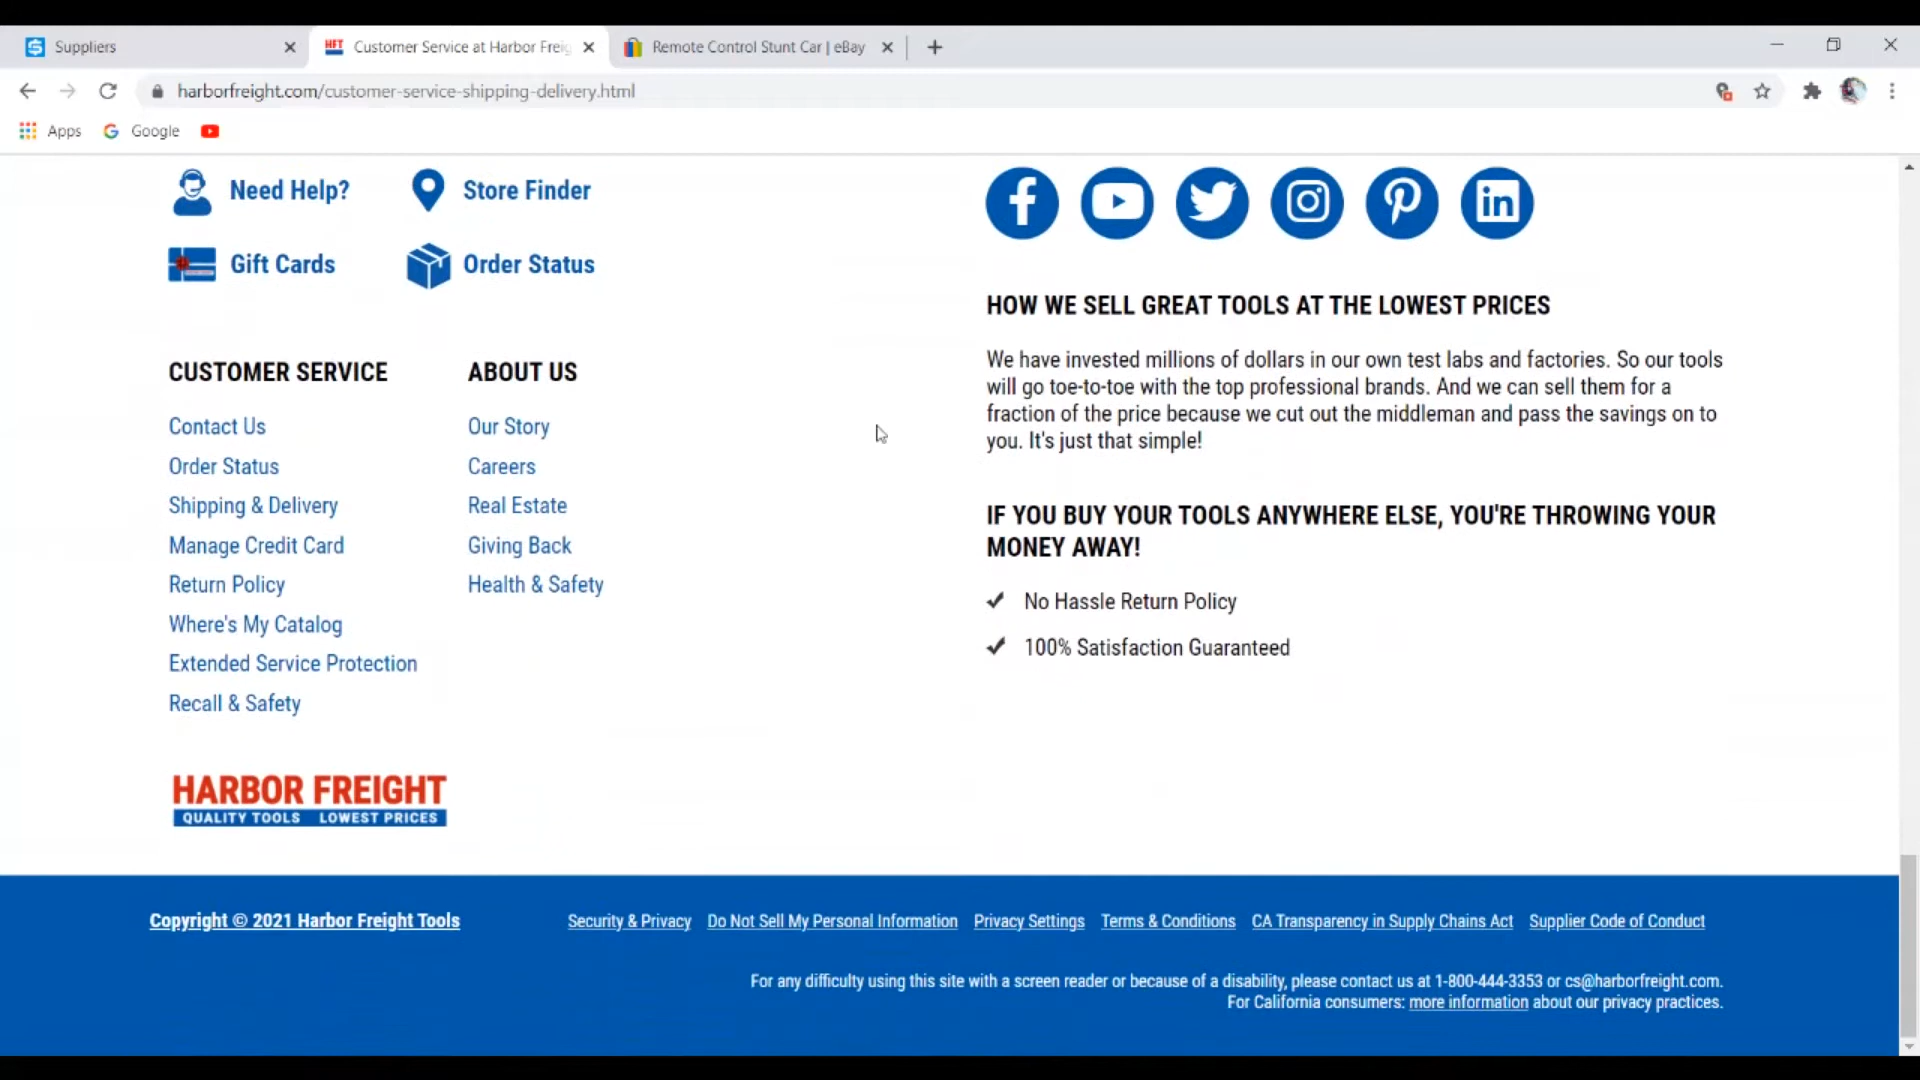 Suppliers
Customer Service at Harbor Freig
Remote Control Stunt Car | eBay
harborfreight.com/customer-service-shipping-delivery.html
Apps
Google
Need Help?
Store Finder
Gift Cards
Order Status
CUSTOMER SERVICE
Contact Us
Order Status
Shipping & Delivery
Manage Credit Card
Return Policy
Where's My Catalog
Extended Service Protection
Recall & Safety
ABOUT US
Our Story
Careers
Real Estate
Giving Back
Health & Safety
HOW WE SELL GREAT TOOLS AT THE LOWEST PRICES
We have invested millions of dollars in our own test labs and factories. So our tools
will go toe-to-toe with the top professional brands. And we can sell them for a
fraction of the price because we cut out the middleman and pass the savings on to
you. It's just that simple!
IF YOU BUY YOUR TOOLS ANYWHERE ELSE, YOU'RE THROWING YOUR
MONEY AWAY!
No Hassle Return Policy
100% Satisfaction Guaranteed
HARBOR FREIGHT
QUALITY TOOLS LOWEST PRICES
Copyright © 2021 Harbor Freight Tools
Security & Privacy Do Not Sell My Personal Information Privacy Settings Terms & Conditions CA Transparency in Supply Chains Act Supplier Code of Conduct
For any difficulty using this site with a screen reader or because of a disability, please contact us at 1-800-444-3353 or cs@harborfreight.com.
For California consumers: more information about our privacy practices.